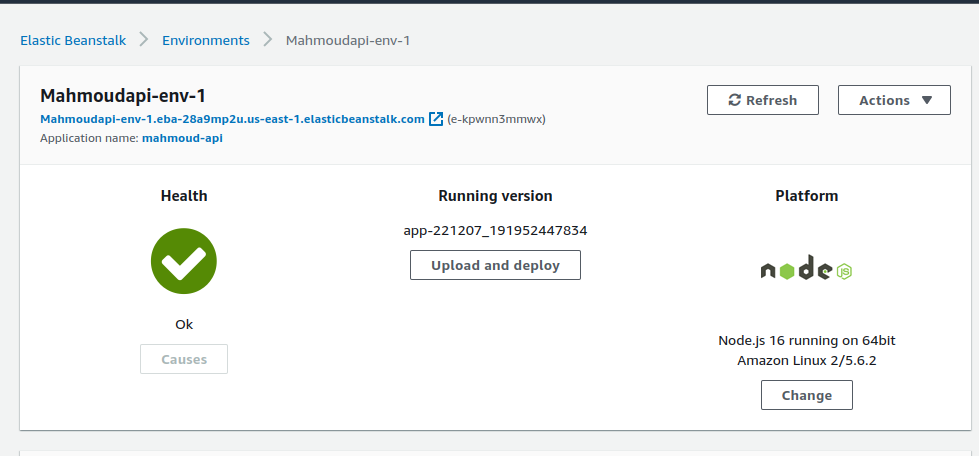 Elastic Beanstalk > Environments > Mahmoudapi-env-1
Mahmoudapi-env-1
Refresh
Actions
Mahmoudapi-env-1.eba-28a9mp2u.us-east-1.elasticbeanstalk.com (e-kpwnn3mmwx)
Application name: mahmoud-api
Health
Ok
Causes
Running version
app-221207_191952447834
Upload and deploy
Platform
node JS
Node.js 16 running on 64bit
Amazon Linux 2/5.6.2
Change